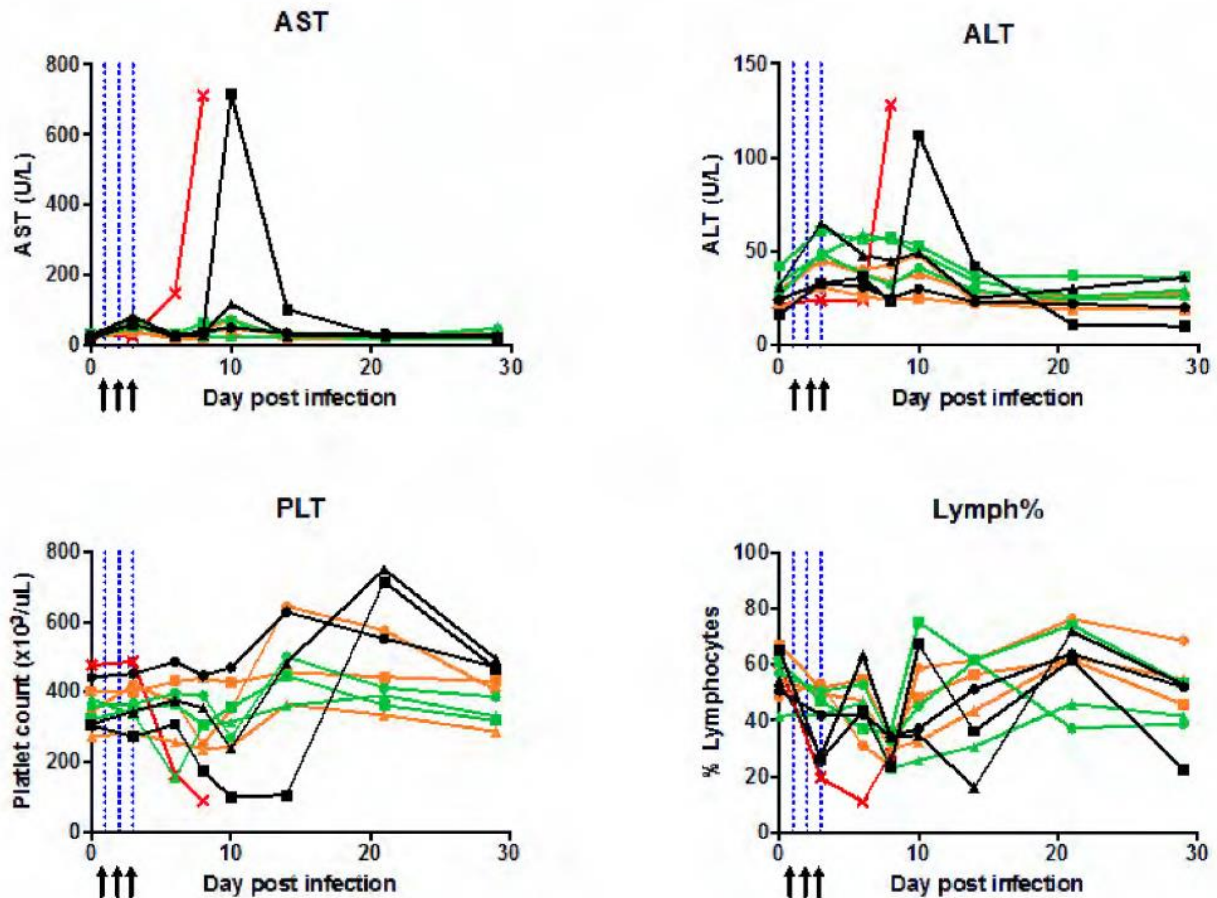 AST
800
600
400
200
0
AST (U/L)
0 10 20 30
Day post infection
ALT
150
100
50
0
ALT (U/L)
0 10 20 30
Day post infection
PLT
800
600
400
200
0
Platlet count (x10³/uL)
0 10 20 30
Day post infection
Lymph%
100
80
60
40
20
0
% Lymphocytes
0 10 20 30
Day post infection